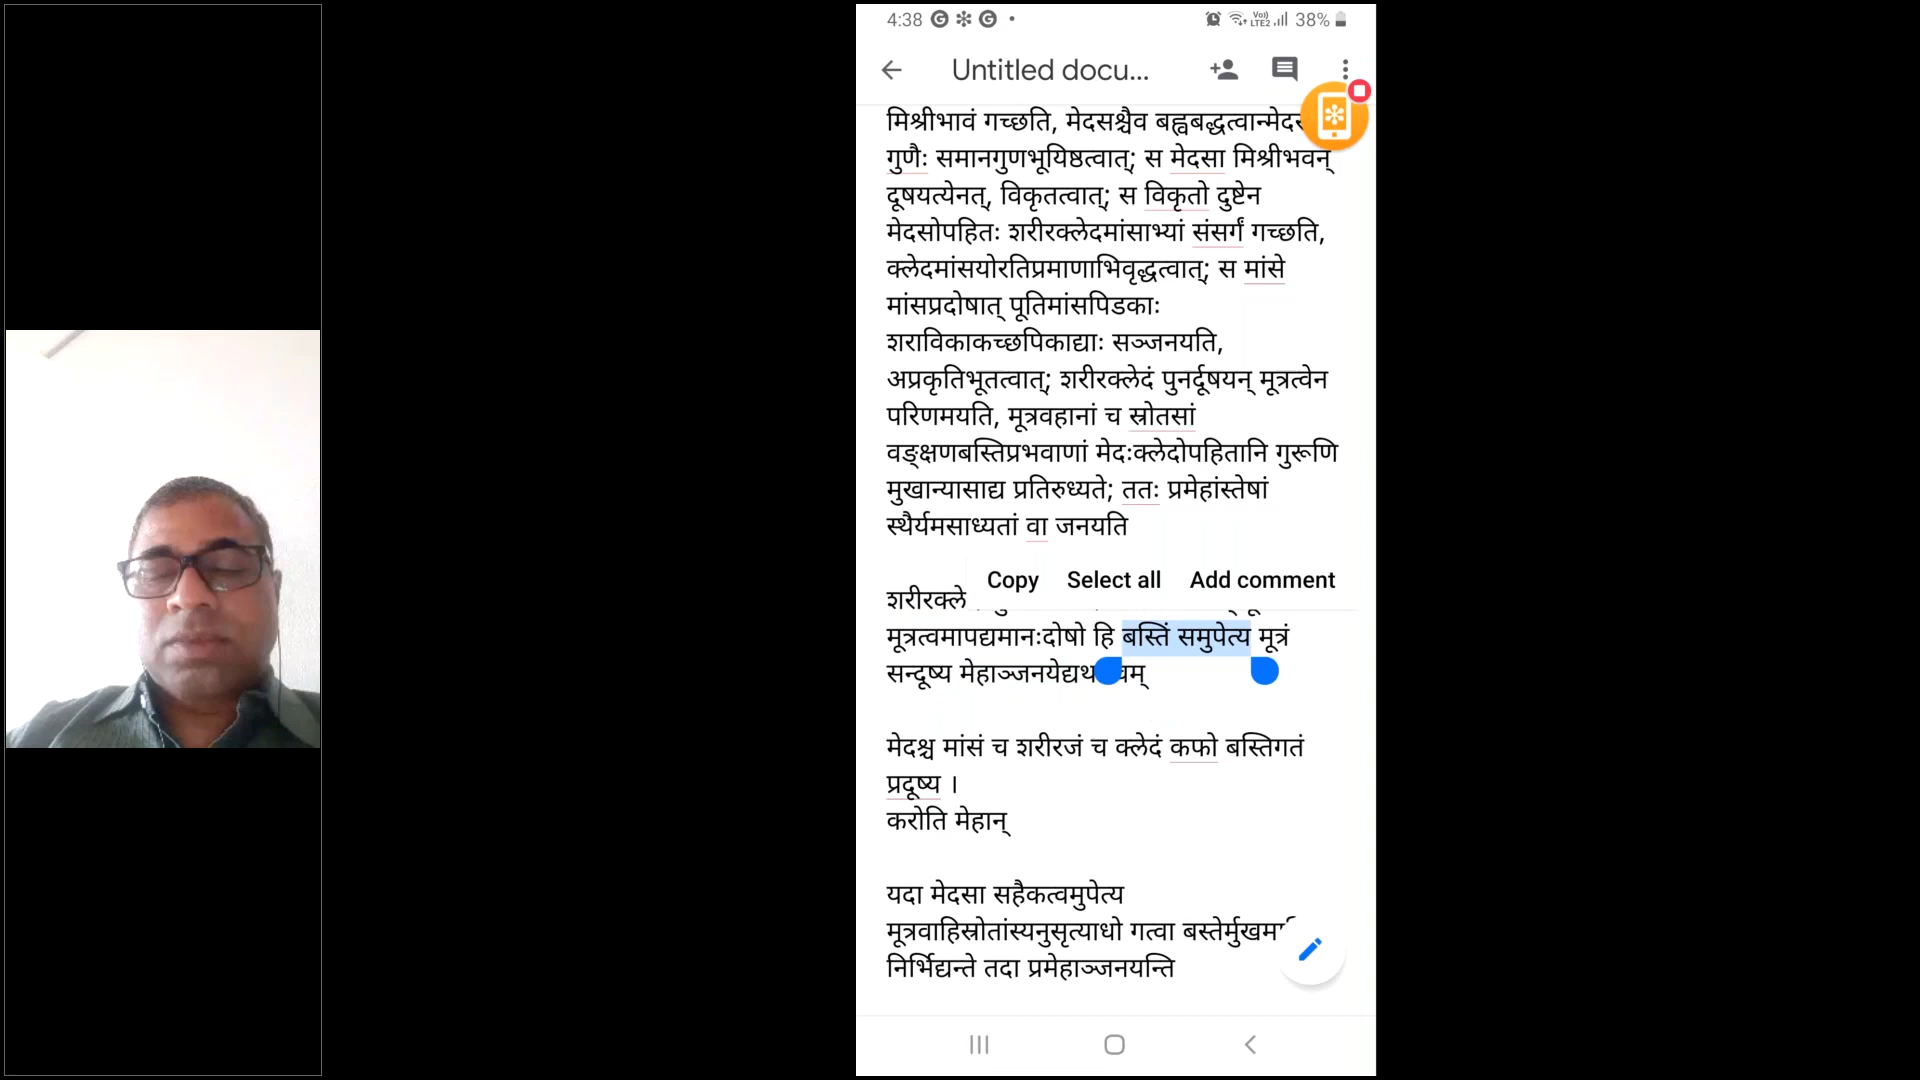 4:38
Vo)) LTE2
38%
Untitled docu...
मिश्रीभावं गच्छति, मेदसश्चैव बह्वबद्धत्वान्मेदस
गुणैः समानगुणभूयिष्ठत्वात्; स मेदसा मिश्रीभवन्
दूषयत्येनत्, विकृतत्वात्; स विकृतो दुष्टेन
मेदसोपहितः शरीरक्लेदमांसाभ्यां संसर्गं गच्छति,
क्लेदमांसयोरतिप्रमाणाभिवृद्धत्वात्; स मांसे
मांसप्रदोषात् पूतिमांसपिडकाः
शराविकाकच्छपिकाद्याः सञ्जनयति,
अप्रकृतिभूतत्वात्; शरीरक्लेदं पुनर्दूषयन् मूत्रत्वेन
परिणमयति, मूत्रवहानां च स्रोतसां
वङ्क्षणबस्तिप्रभवाणां मेदःक्लेदोपहितानि गुरूणि
मुखान्यासाद्य प्रतिरुध्यते; ततः प्रमेहांस्तेषां
स्थैर्यमसाध्यतां वा जनयति
Copy Select all Add comment
शरीरक्ले
मूत्रत्वमापद्यमानःदोषो हि बस्तिं समुपेत्य मूत्रं
सन्दूष्य
मेदश्च मांसं च शरीरजं च क्लेदं कफो बस्तिगतं
प्रदूष्य ।
करोति मेहान्
यदा मेदसा सहैकत्वमुपेत्य
मूत्रवाहिस्रोतांस्यनुसृत्याधो गत्वा
निर्भिद्यन्ते तदा प्रमेहाञ्जनयन्ति